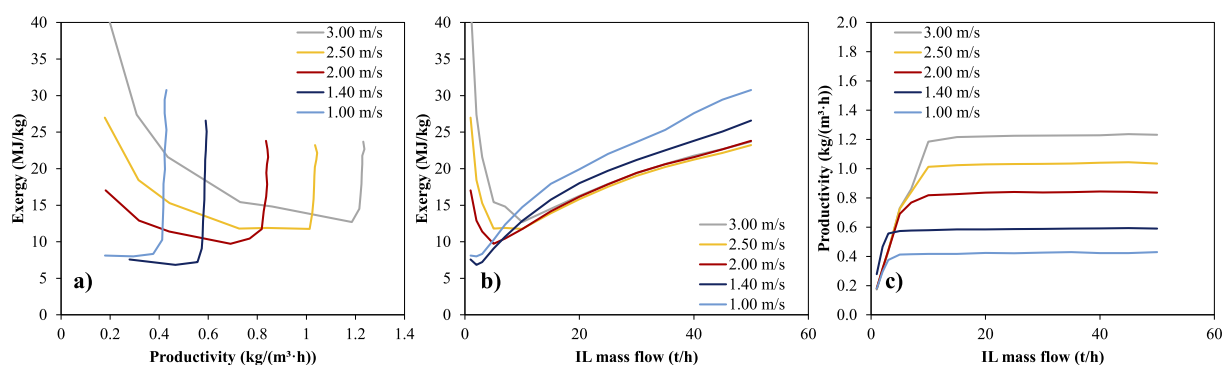 40
35
30
25
20
15
10
5
0
Exergy (MJ/kg)
3.00 m/s
2.50 m/s
2.00 m/s
1.40 m/s
1.00 m/s
a)
0 0.2 0.4 0.6 0.8 1 1.2 1.4
Productivity (kg/(m³·h))
40
35
30
25
20
15
10
5
0
Exergy (MJ/kg)
3.00 m/s
2.50 m/s
2.00 m/s
1.40 m/s
1.00 m/s
b)
0 20 40 60
IL mass flow (t/h)
2.0
1.8
1.6
1.4
1.2
1.0
0.8
0.6
0.4
0.2
0.0
Productivity (kg/(m³·h))
3.00 m/s
2.50 m/s
2.00 m/s
1.40 m/s
1.00 m/s
c)
0 20 40 60
IL mass flow (t/h)